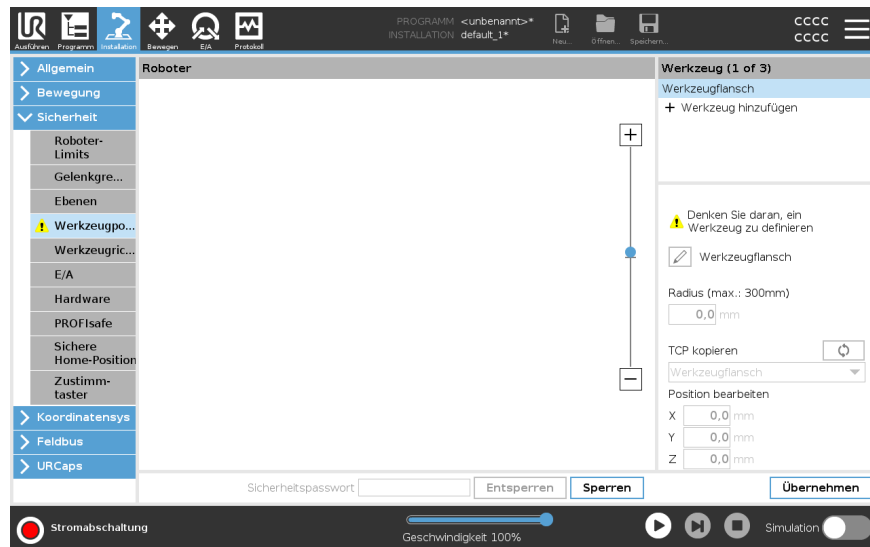 PROGRAMM <unbenannt>*
INSTALLATION default_1*
Ausführen Programm Installation Bewegen E/A Protokoll
Neu... Öffnen... Speichern...
cccc
cccc
Allgemein
Bewegung
Sicherheit
Roboter-
Limits
Gelenkgre...
Ebenen
Werkzeugpo...
Werkzeugric...
E/A
Hardware
PROFIsafe
Sichere
Home-Position
Zustimm-
taster
Koordinatensys
Feldbus
URCaps
Roboter
Werkzeug (1 of 3)
Werkzeugflansch
Werkzeug hinzufügen
Denken Sie daran, ein
Werkzeug zu definieren
Werkzeugflansch
Radius (max.: 300mm)
0,0 mm
TCP kopieren
Werkzeugflansch
Position bearbeiten
X 0,0 mm
Y 0,0 mm
Z 0,0 mm
Sicherheitspasswort Entsperren Sperren Übernehmen
Stromabschaltung
Geschwindigkeit 100%
Simulation